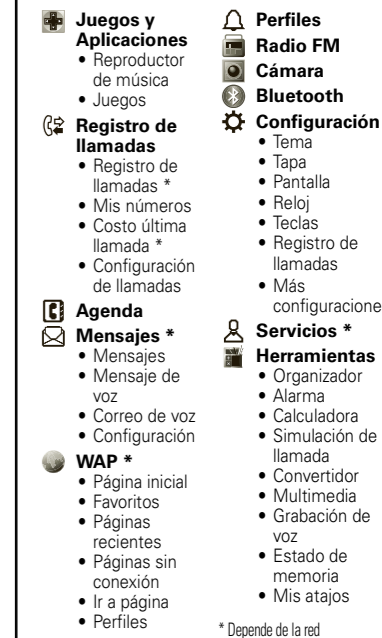 Juegos y
Aplicaciones
• Reproductor
de música
• Juegos
Registro de
llamadas
• Registro de
llamadas *
• Mis números
• Costo última
llamada *
• Configuración
de llamadas
Agenda
Mensajes *
• Mensajes
• Mensaje de
voz
• Correo de voz
• Configuración
WAP *
• Página inicial
• Favoritos
• Páginas
recientes
• Páginas sin
conexión
• Ir a página
• Perfiles
Perfiles
Radio FM
Cámara
Bluetooth
Configuración
• Tema
• Tapa
• Pantalla
• Reloj
• Teclas
• Registro de
llamadas
• Más
configuracione
Servicios *
Herramientas
• Organizador
• Alarma
• Calculadora
• Simulación de
llamada
• Convertidor
• Multimedia
• Grabación de
voz
• Estado de
memoria
• Mis atajos
* Depende de la red